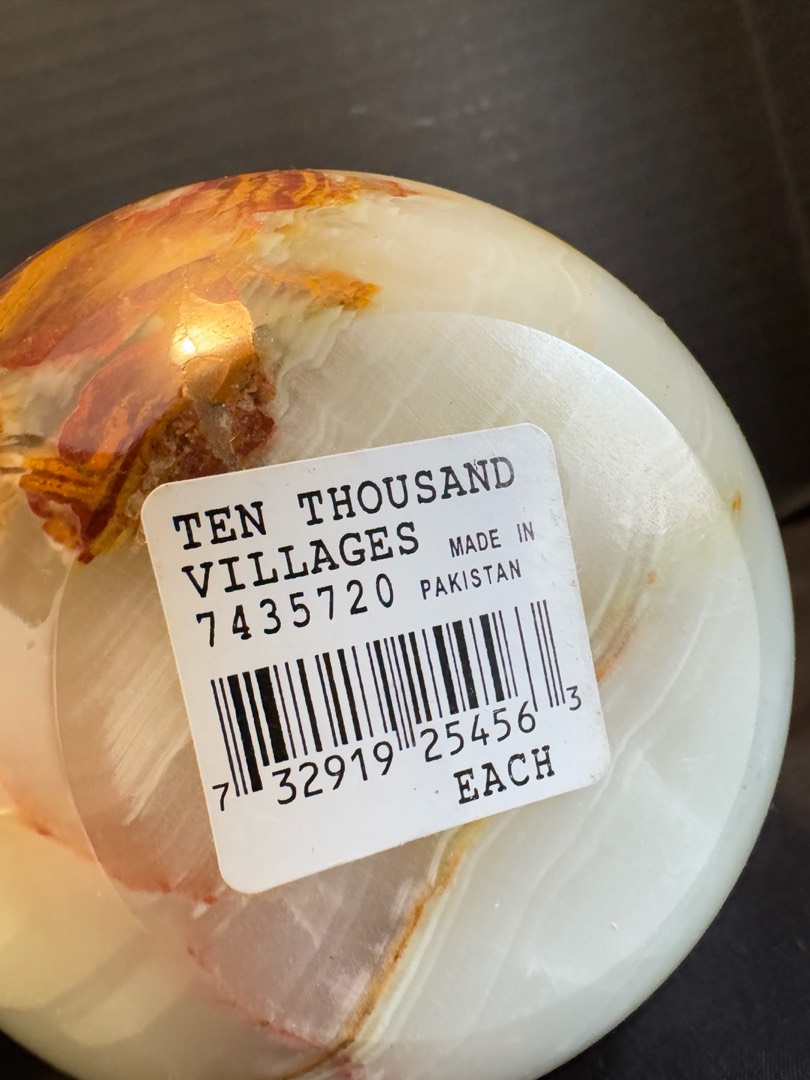 TEN THOUSAND
VILLAGES MADE IN
7435720 PAKISTAN
7 32919 25456 3
EACH